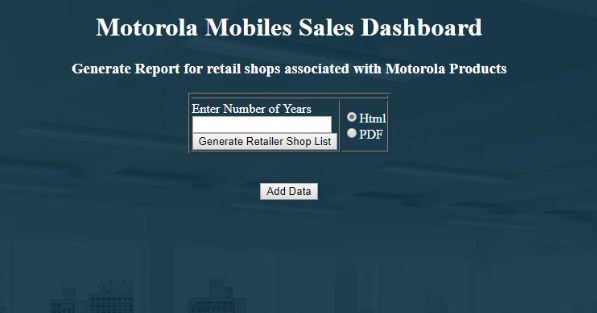 Motorola Mobiles Sales Dashboard
Generate Report for retail shops associated with Motorola Products
Enter Number of Years
Html
Generate Retailer Shop List
PDF
Add Data